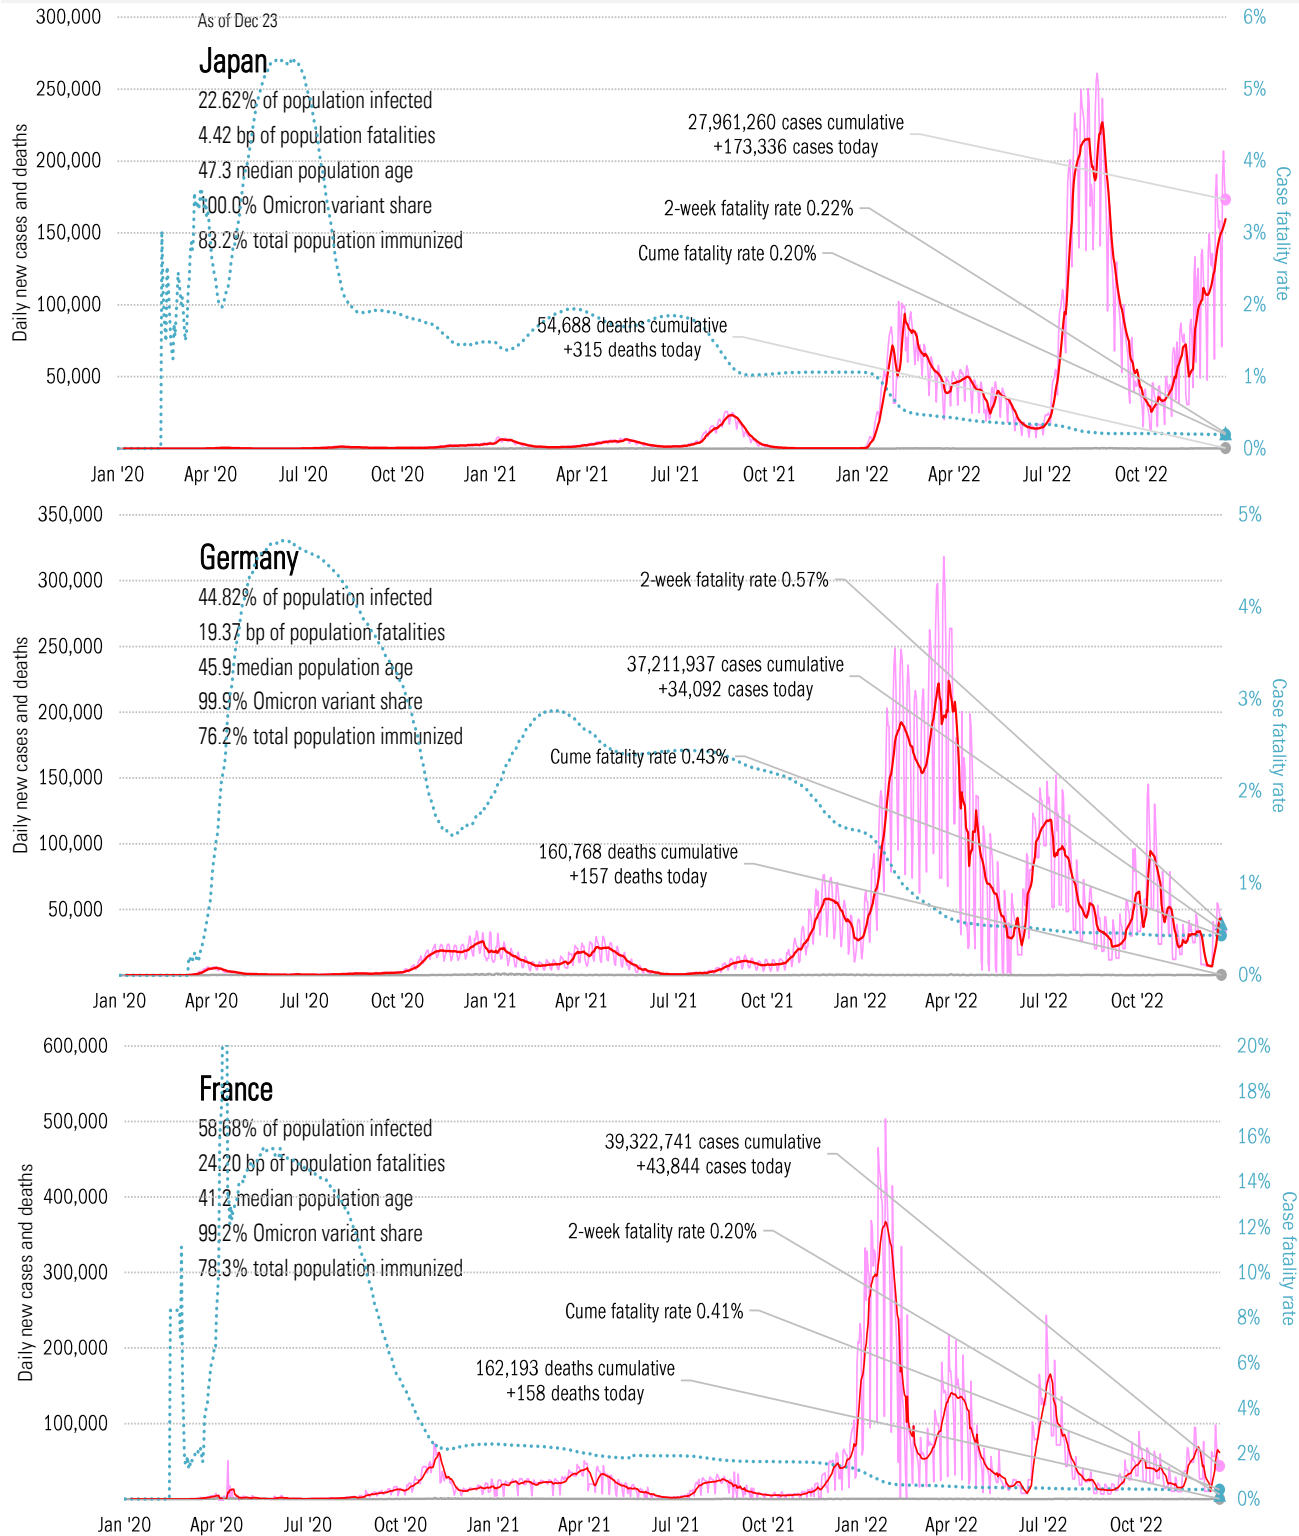 300,000
As of Dec 23
6%
Japan
250,000
22.62% of population infected
5%
27,961,260 cases cumulative
+173,336 cases today
4.42 bp of population fatalities
200,000
47.3 median population age
4%
100.0% Omicron variant share
2-week fatality rate 0.22%
150,000
83.2% total population immunized
3%
Cume fatality rate 0.20%
100,000
2%
54,688 deaths cumulative
+315 deaths today
50,000
1%
0%
Daily new cases and deaths
Case fatality rate
Jan '20 Apr '20 Jul '20 Oct '20 Jan '21 Apr '21 Jul '21 Oct '21 Jan '22 Apr '22 Jul '22 Oct '22
350,000
5%
Germany
300,000
2-week fatality rate 0.57%
44.82% of population infected
4%
19.37 bp of population fatalities
250,000
45.9 median population age
37,211,937 cases cumulative
+34,092 cases today
99.9% Omicron variant share
3%
200,000
76.2% total population immunized
Cume fatality rate 0.43%
150,000
2%
100,000
160,768 deaths cumulative
+157 deaths today
1%
50,000
0%
Daily new cases and deaths
Case fatality rate
Jan '20 Apr '20 Jul '20 Oct '20 Jan '21 Apr '21 Jul '21 Oct '21 Jan '22 Apr '22 Jul '22 Oct '22
600,000
20%
France
18%
500,000
58.68% of population infected
16%
39,322,741 cases cumulative
+43,844 cases today
24.20 bp of population fatalities
14%
400,000
41.2 median population age
12%
99.2% Omicron variant share
2-week fatality rate 0.20%
300,000
78.3% total population immunized
10%
Cume fatality rate 0.41%
8%
200,000
6%
162,193 deaths cumulative
+158 deaths today
4%
100,000
2%
0%
Daily new cases and deaths
Case fatality rate
Jan '20 Apr '20 Jul '20 Oct '20 Jan '21 Apr '21 Jul '21 Oct '21 Jan '22 Apr '22 Jul '22 Oct '22